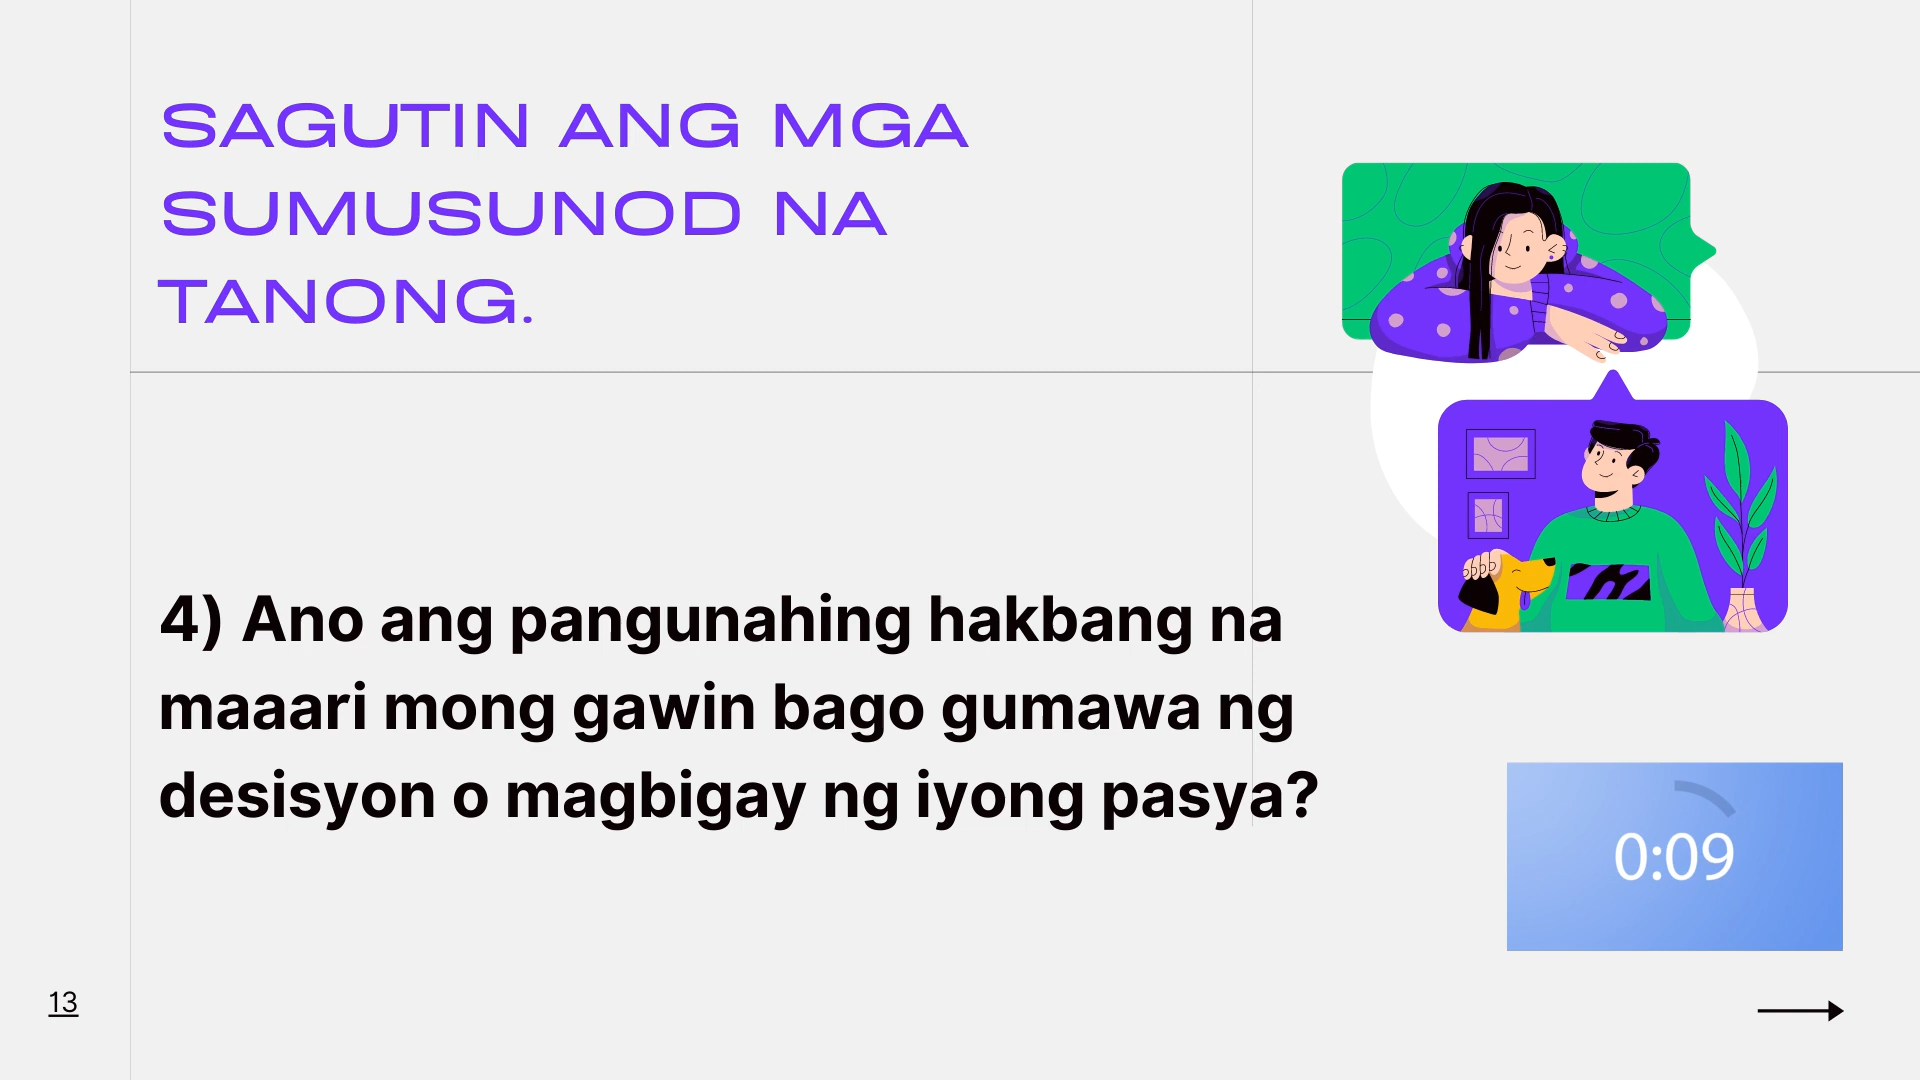 SAGUTIN ANG MGA
SUMUSUNOD NA
TANONG.
4) Ano ang pangunahing hakbang na
maaari mong gawin bago gumawa ng
desisyon o magbigay ng iyong pasya?
0:09
13